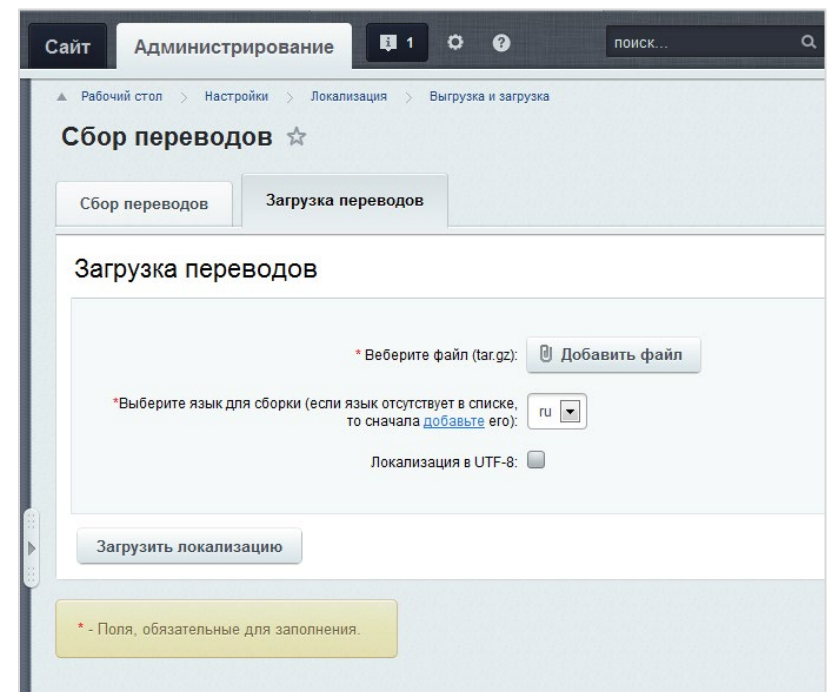 Сайт Администрирование 1 поиск...
Рабочий стол Настройки Локализация Выгрузка и загрузка
Сбор переводов
Сбор переводов Загрузка переводов
Загрузка переводов
* Веберите файл (tar.gz): Добавить файл
*Выберите язык для сборки (если язык отсутствует в списке,
то сначала добавьте его): ru
Локализация в UTF-8:
Загрузить локализацию
* - Поля, обязательные для заполнения.